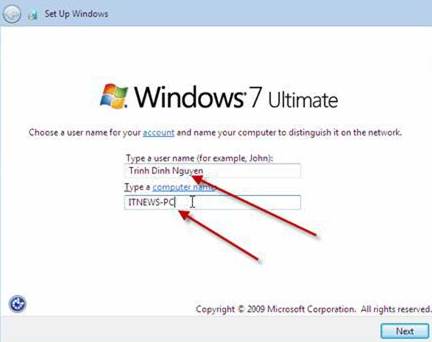 Set Up Windows
Windows 7 Ultimate
Choose a user name for your account and name your computer to distinguish it on the network.
Type a user name (for example, John):
Trinh Dinh Nguyen
Type a computer name:
ITNEWS-PC
Copyright © 2009 Microsoft Corporation. All rights reserved.
Next